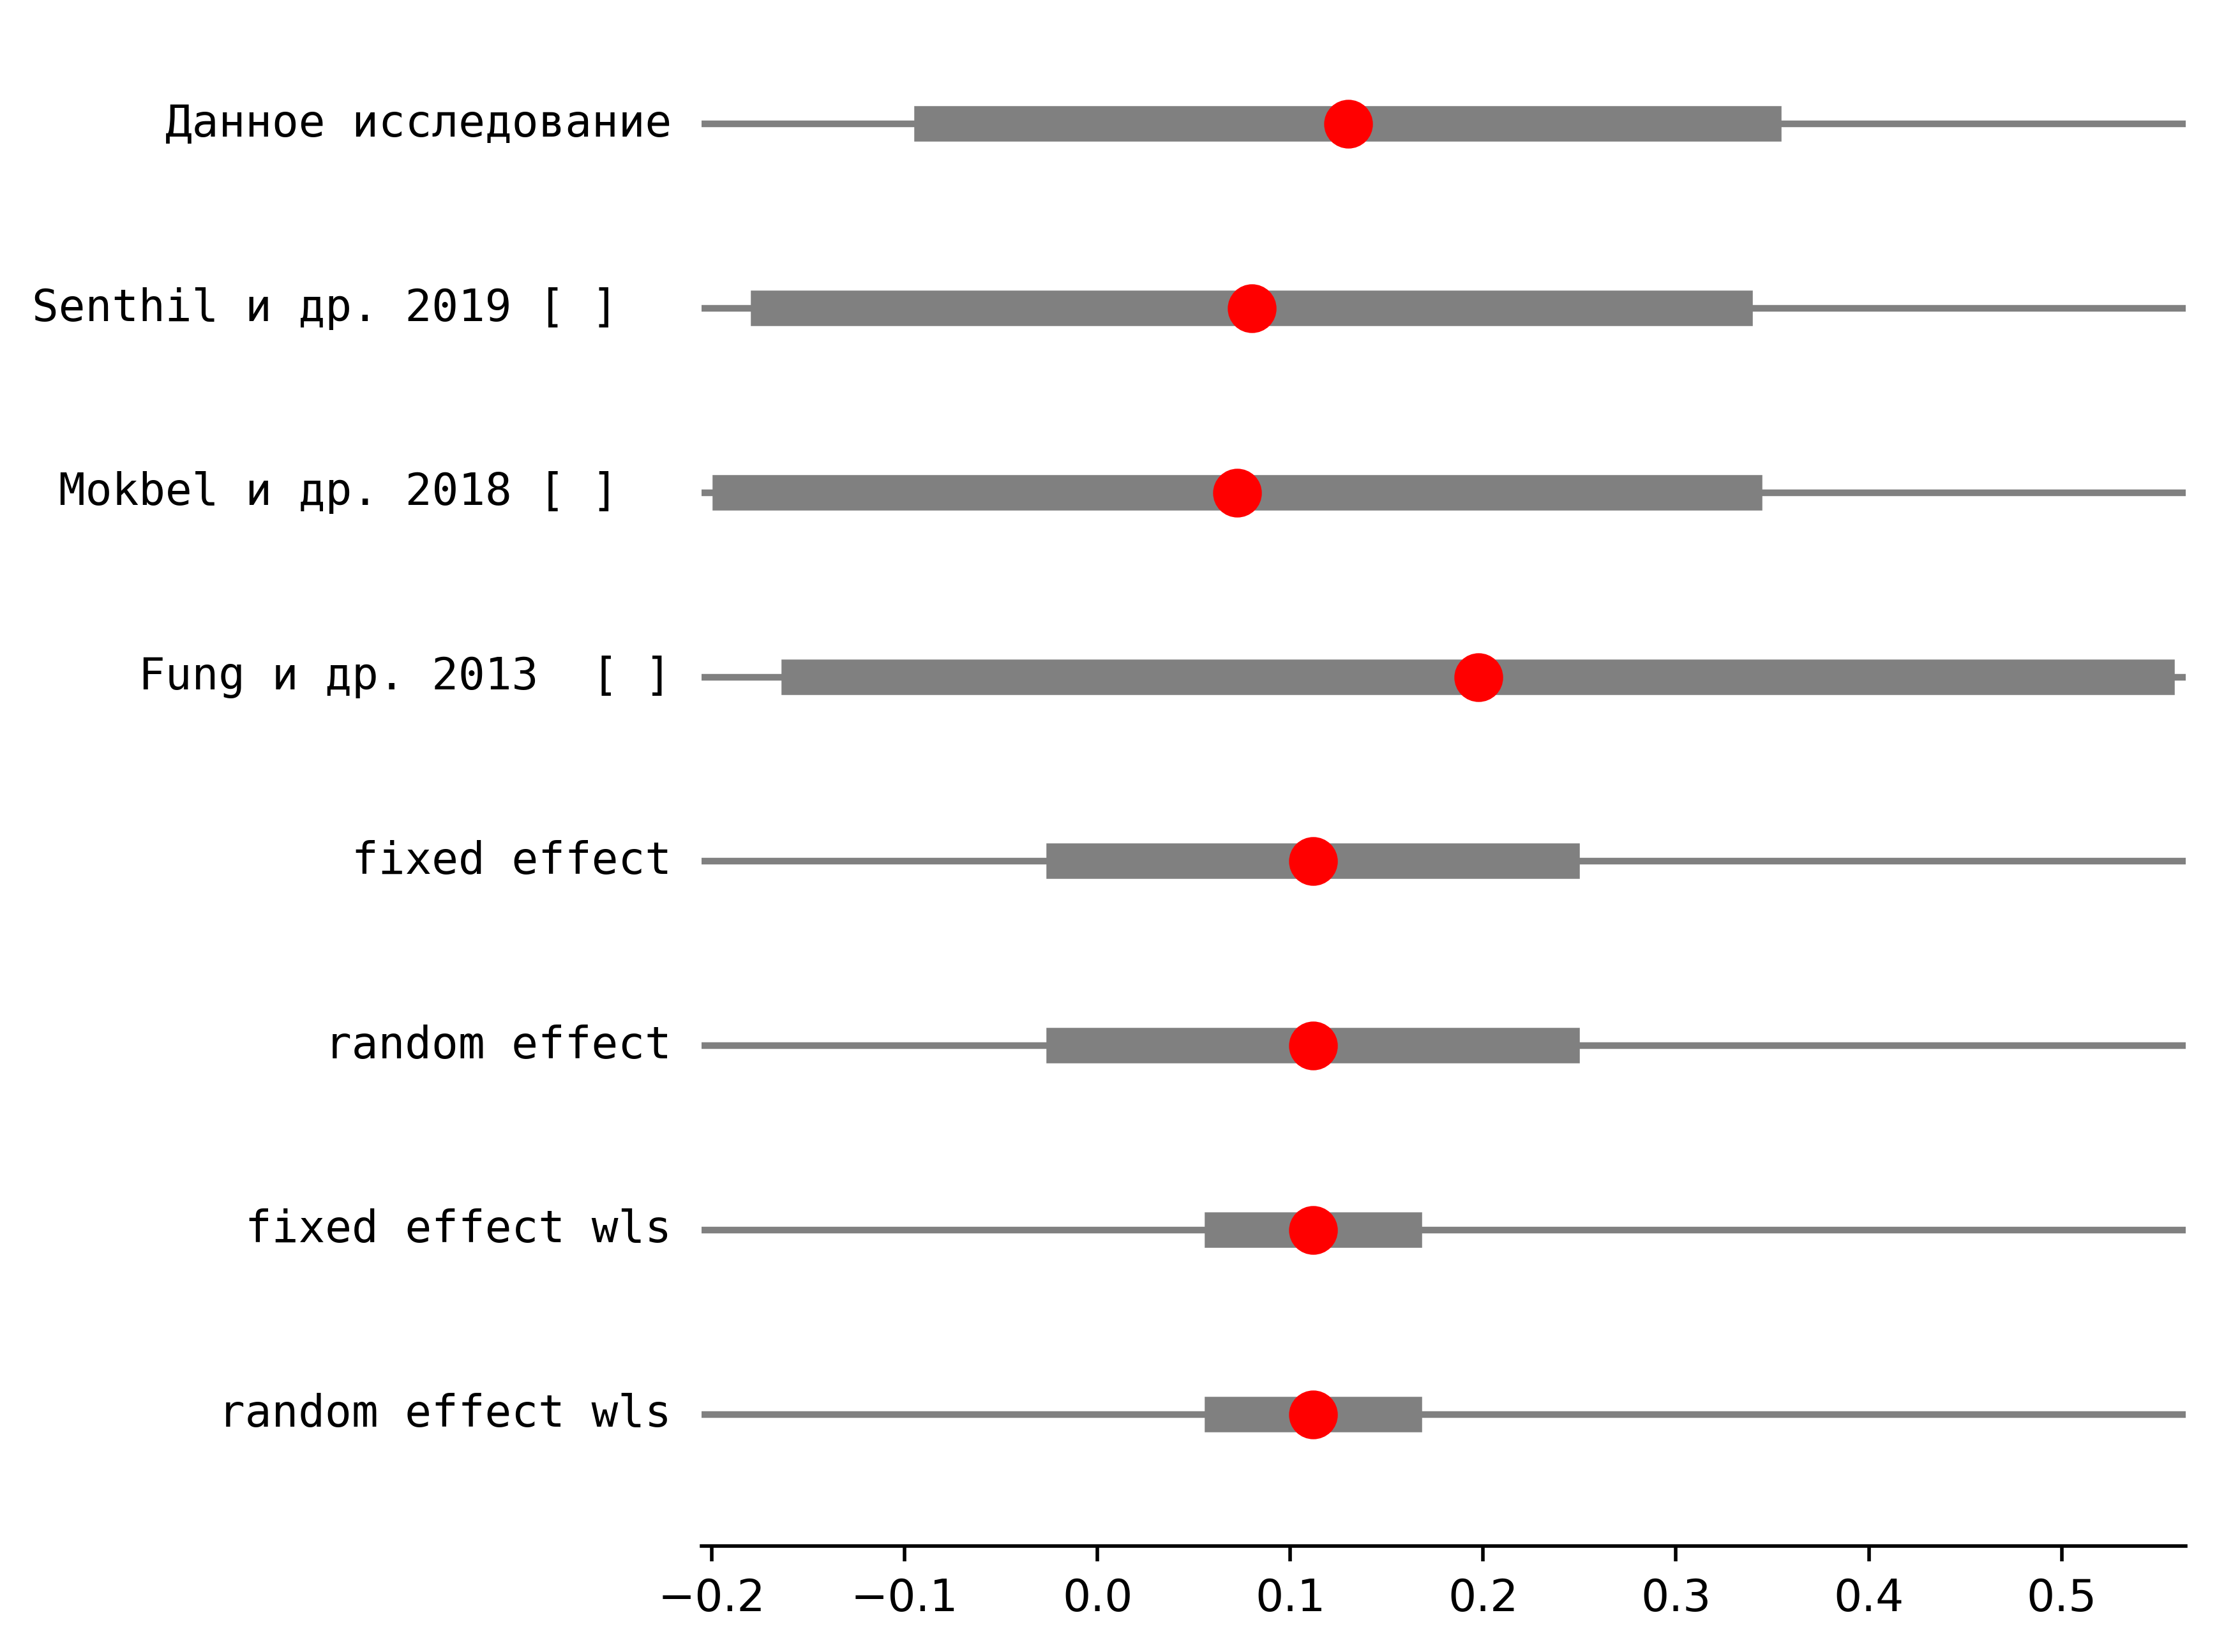 Данное исследование
Senthil и др. 2019 [ ]
Mokbel и др. 2018 [ ]
Fung и др. 2013  [ ]
fixed effect
random effect
fixed effect wls
random effect wls
−0.2 −0.1 0.0 0.1 0.2 0.3 0.4 0.5